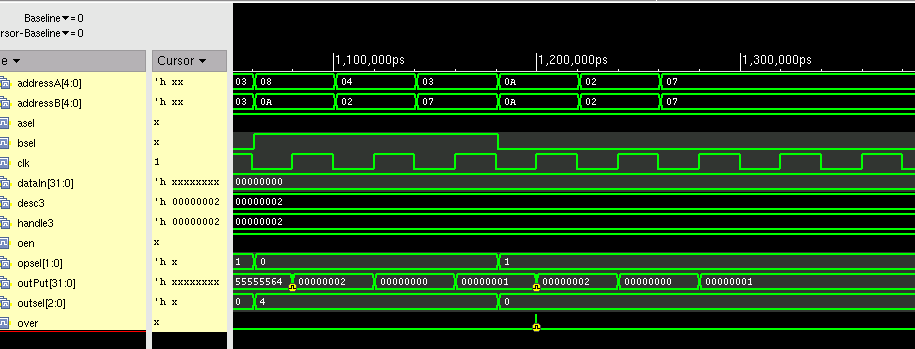 Baseline▼=0
rsor-Baseline▼=0
e▼ Cursor▼ 1,100,000ps 1,200,000ps 1,300,000ps
addressA[4:0] 'h xx 03 08 04 03 0A 02 07
addressB[4:0] 'h xx 03 0A 02 07 0A 02 07
asel x
bsel x
clk 1
dataIn[31:0] 'h xxxxxxxx 00000000
desc3 'h 00000002 00000002
handle3 'h 00000002 00000002
oen x
opsel[1:0] 'h x 1 0 1
outPut[31:0] 'h xxxxxxxx 55555564 00000002 00000000 00000001 00000002 00000000 00000001
outsel[2:0] 'h x 0 4 0
over x